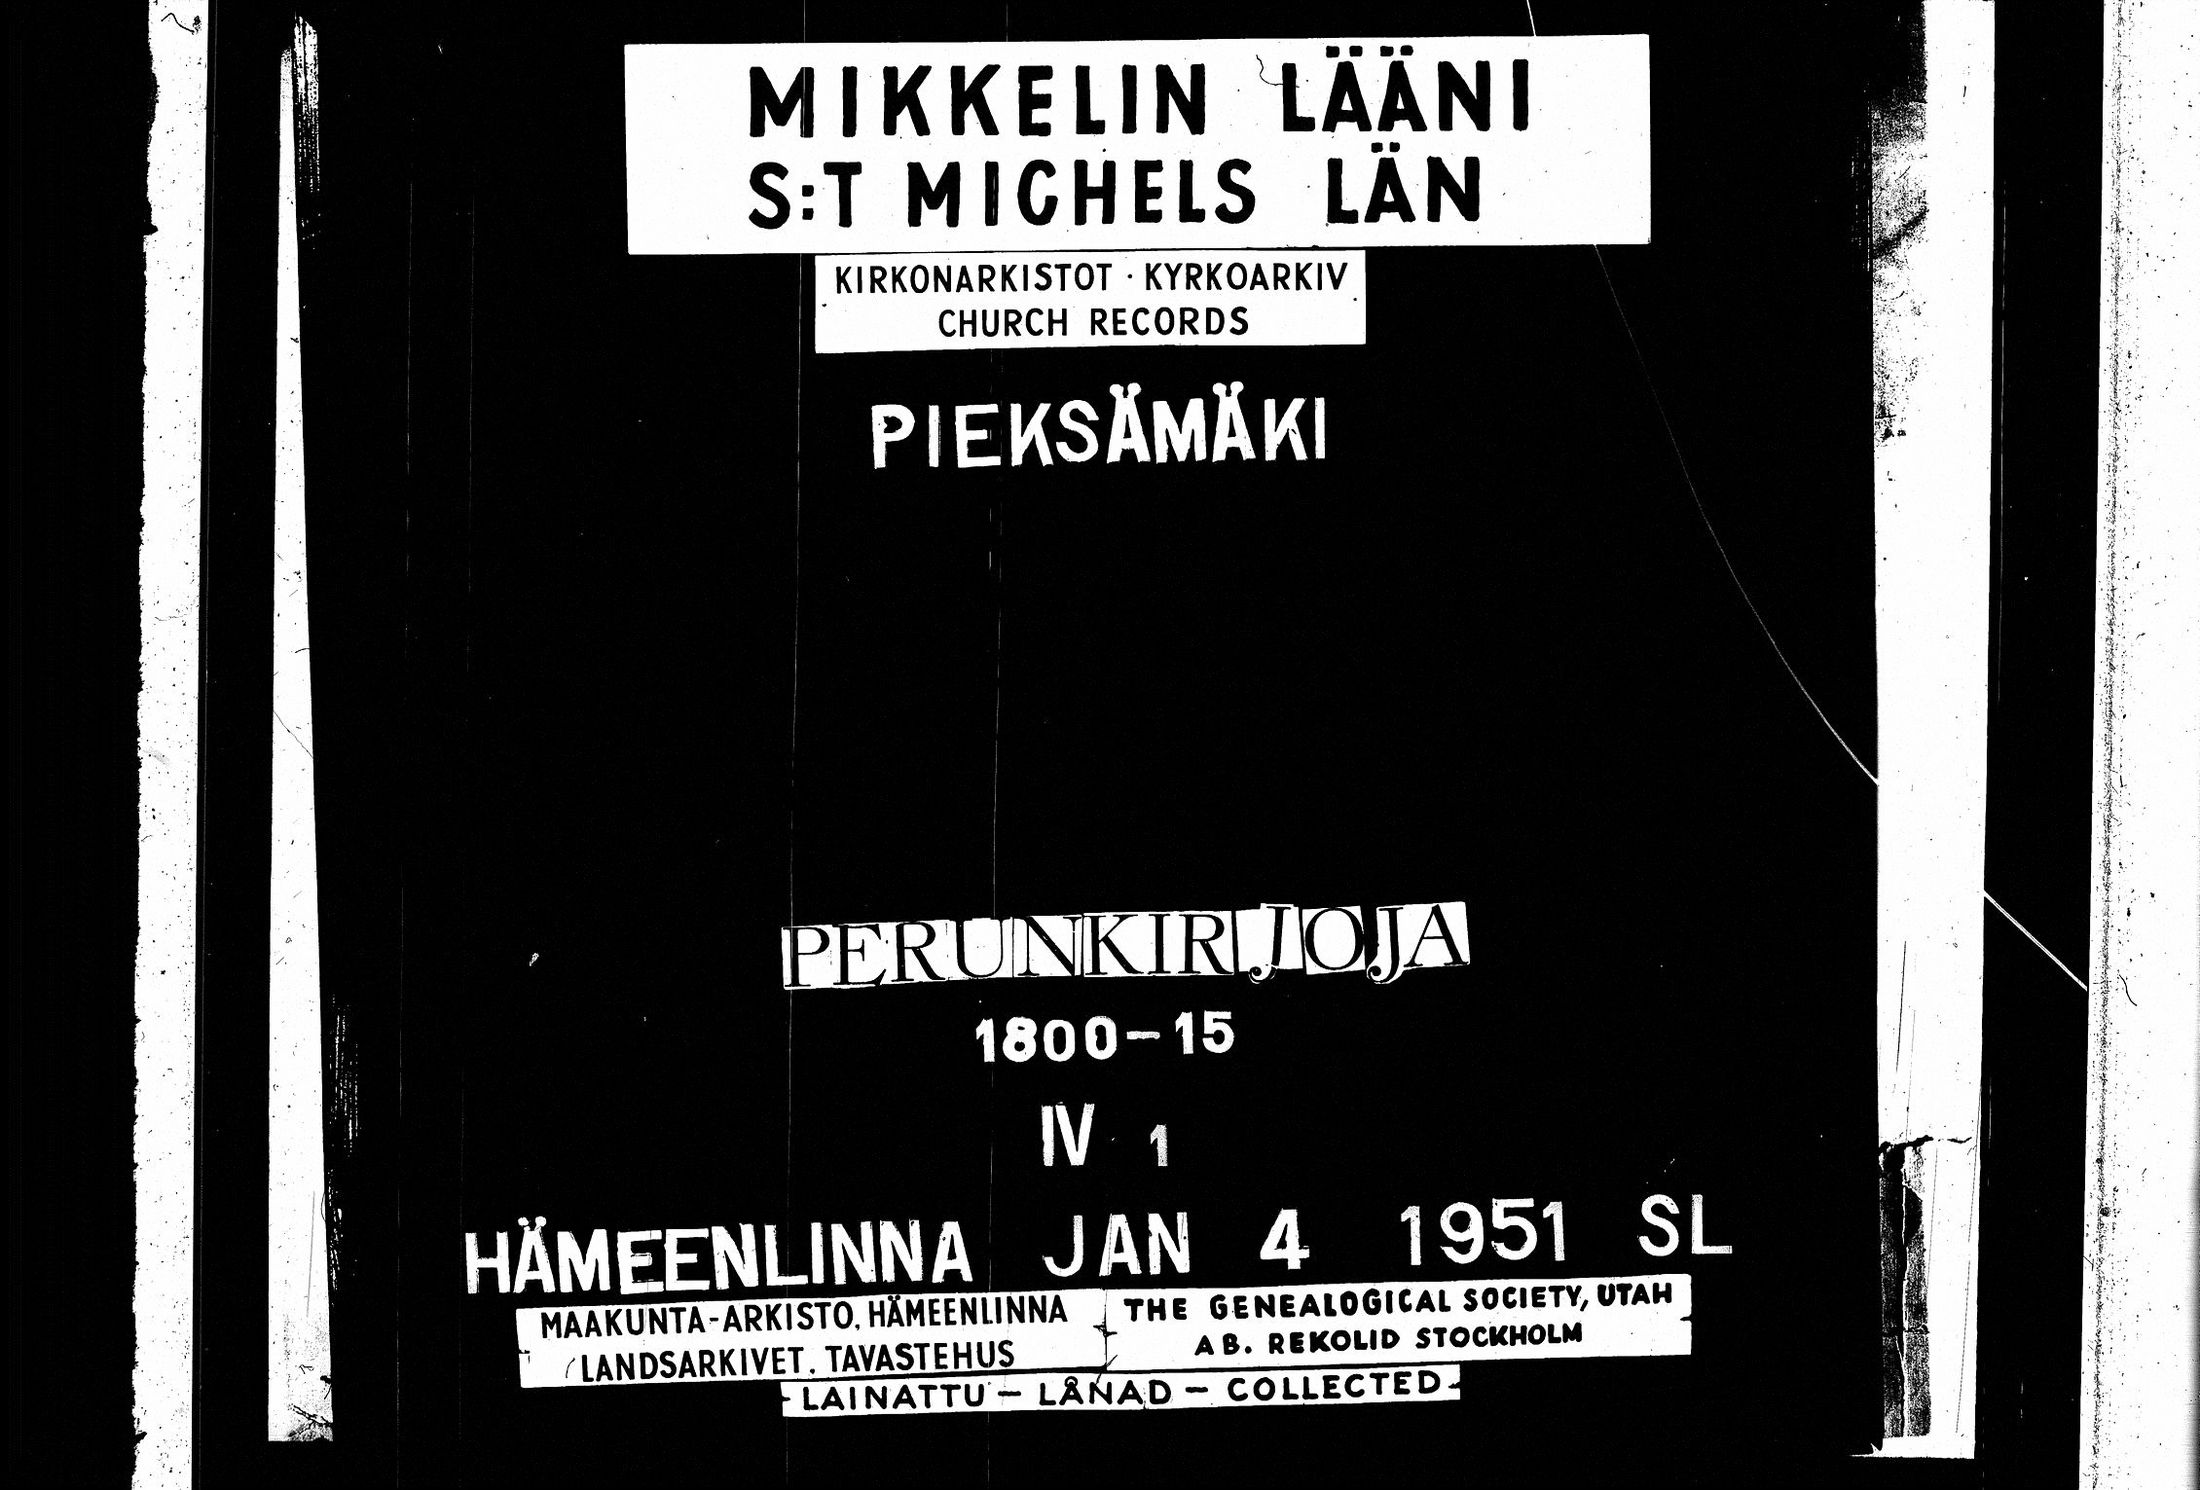 MIKKELIN LÄÄNI
S:T MICHELS LÄN
KIRKONARKISTOT · KYRKOARKIV
CHURCH RECORDS
PIEKSÄMÄKI
PERUNKIRJOJA
1800-15
IV 1
HÄMEENLINNA JAN 4 1951 SL
MAAKUNTA-ARKISTO, HÄMEENLINNA
LANDSARKIVET. TAVASTEHUS
THE GENEALOGICAL SOCIETY, UTAH
AB. REKOLID STOCKHOLM
LAINATTU - LÅNAD - COLLECTED